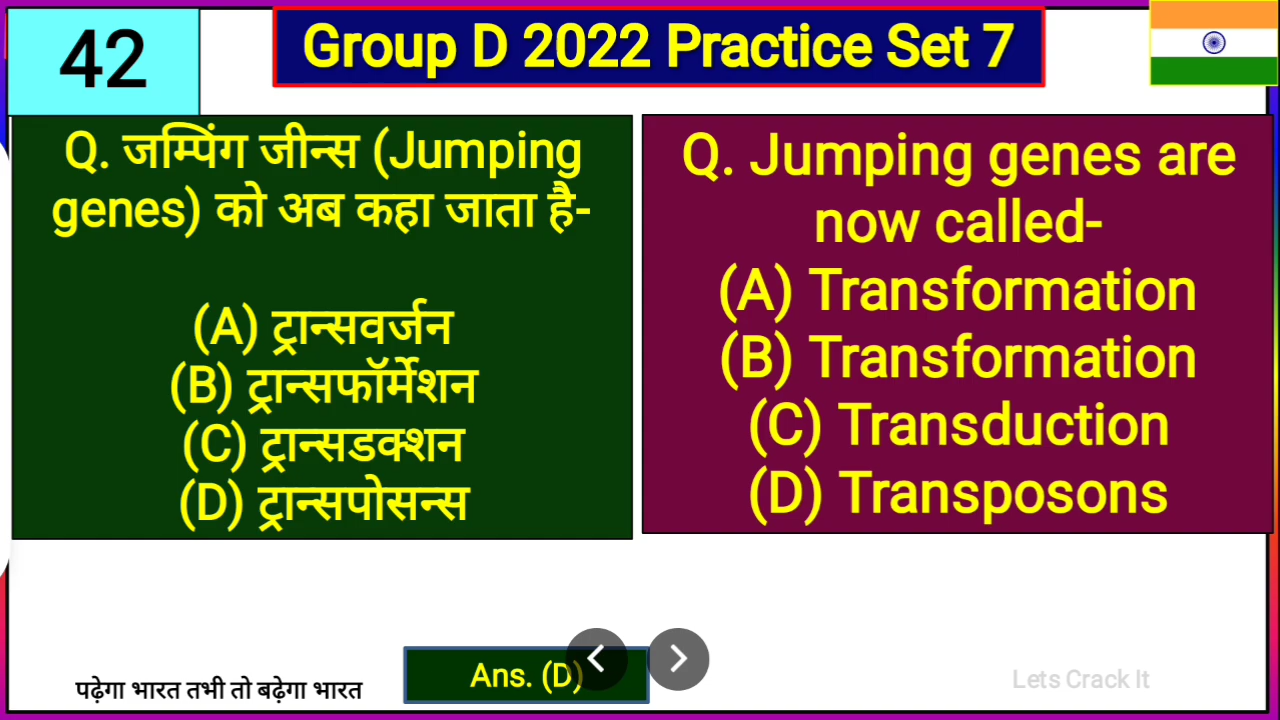 42
Group D 2022 Practice Set 7
Q. जम्पिंग जीन्स (Jumping
genes) को अब कहा जाता है-
(A) ट्रान्सवर्जन
(B) ट्रान्सफॉर्मेशन
(C) ट्रान्सडक्शन
(D) ट्रान्सपोसन्स
Q. Jumping genes are
now called-
(A) Transformation
(B) Transformation
(C) Transduction
(D) Transposons
पढ़ेगा भारत तभी तो बढ़ेगा भारत
Ans. (D)
Lets Crack It